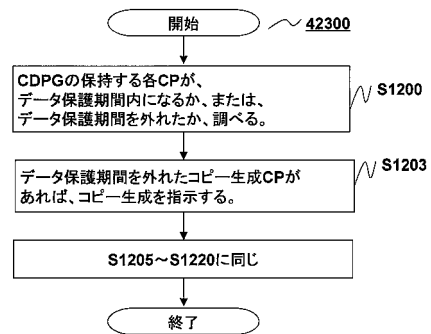 開始
42300
CDPGの保持する各CPが、
データ保護期間内になるか、または、
データ保護期間を外れたか、調べる。
S1200
データ保護期間を外れたコピー生成CPが
あれば、コピー生成を指示する。
S1203
S1205～S1220に同じ
終了